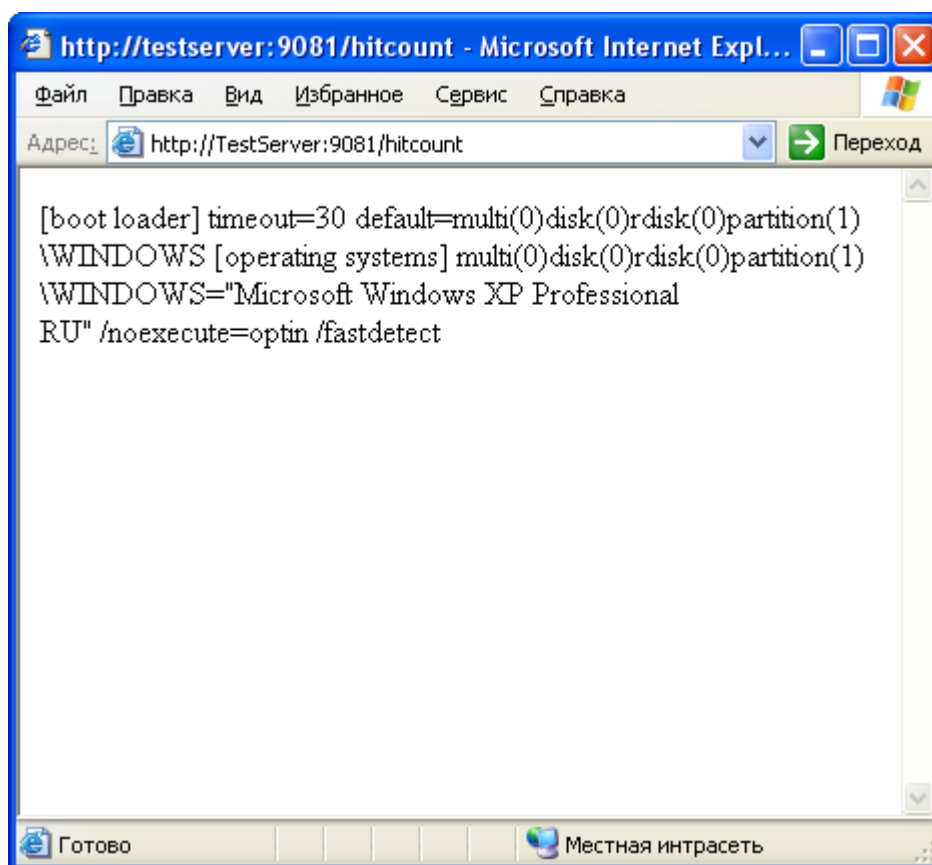 http://testserver:9081/hitcount - Microsoft Internet Expl...
Файл Правка Вид Избранное Сервис Справка
Адрес: http://TestServer:9081/hitcount Переход
[boot loader] timeout=30 default=multi(0)disk(0)rdisk(0)partition(1)
\WINDOWS [operating systems] multi(0)disk(0)rdisk(0)partition(1)
\WINDOWS="Microsoft Windows XP Professional
RU" /noexecute=optin /fastdetect
Готово Местная интрасеть